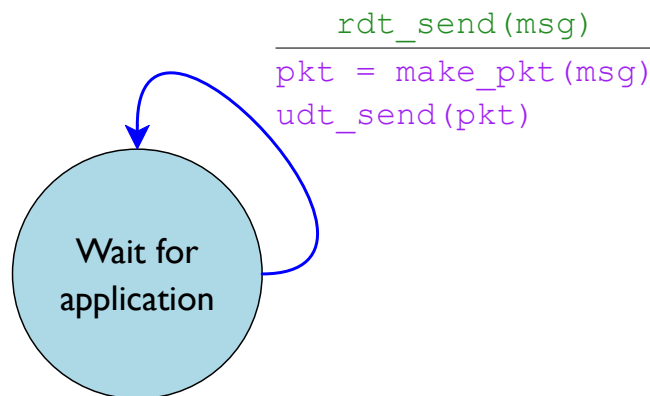 rdt_send(msg)
pkt = make_pkt(msg)
udt_send(pkt)
Wait for
application